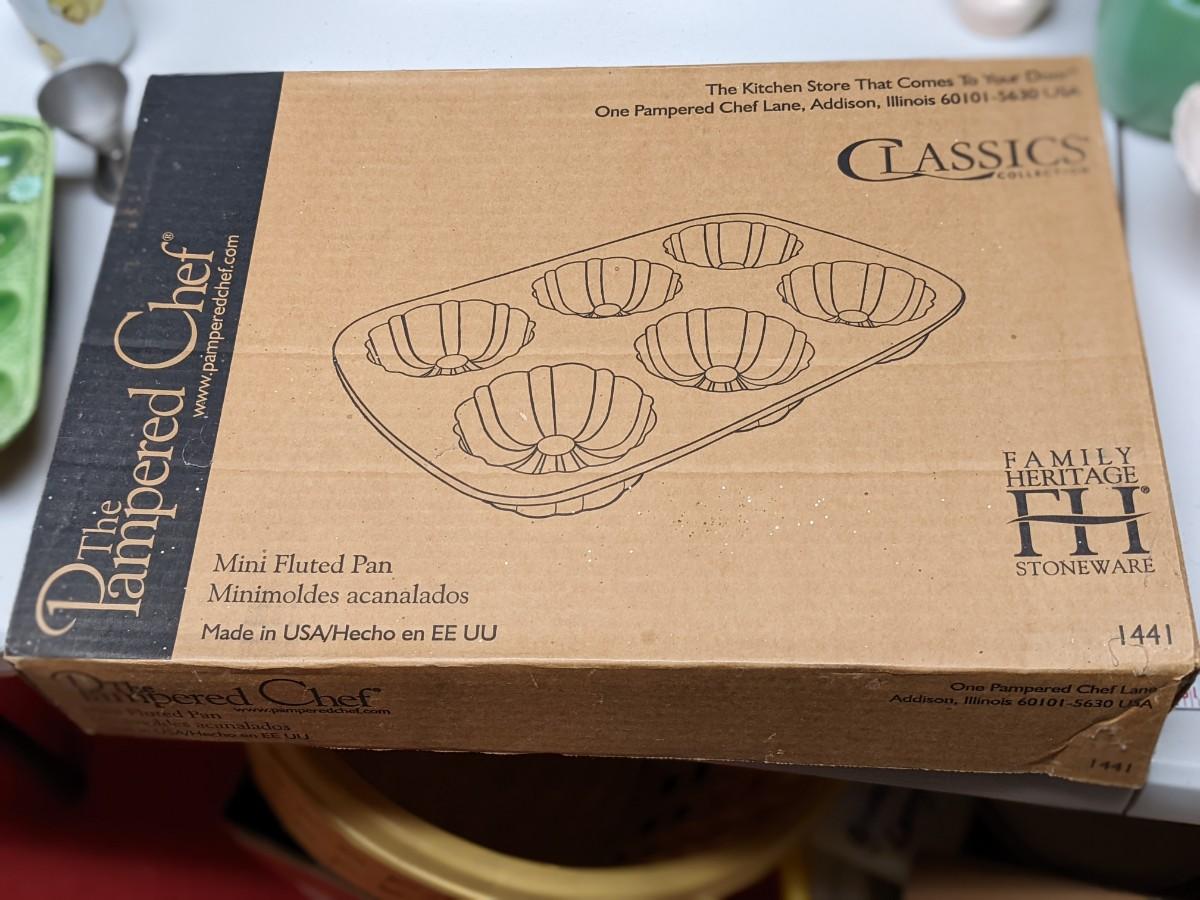 The Kitchen Store That Comes To Your Door®
One Pampered Chef Lane, Addison, Illinois 60101-5630 USA
CLASSICS
COLLECTION
The
Pampered Chef®
www.pamperedchef.com
FAMILY
HERITAGE
FH®
STONEWARE
Mini Fluted Pan
Minimoldes acanalados
Made in USA/Hecho en EE UU
1441
The Pampered Chef®
www.pamperedchef.com
Fluted Pan
acanalados
USA/Hecho en EE UU
One Pampered Chef Lane
Addison, Illinois 60101-5630 USA
1441